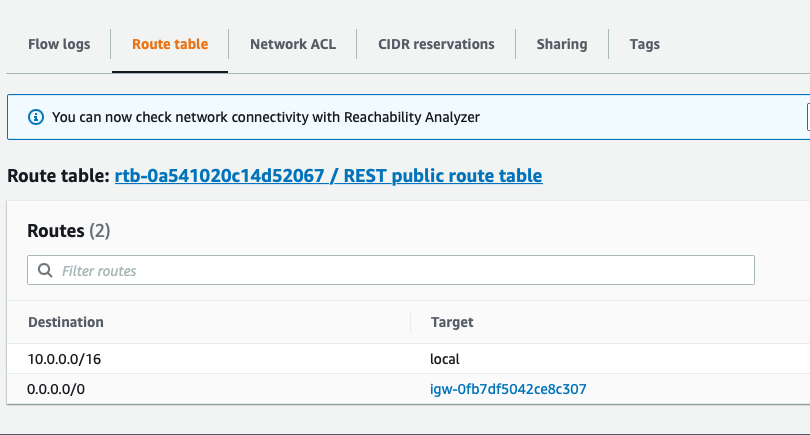 Flow logs Route table Network ACL CIDR reservations Sharing Tags
You can now check network connectivity with Reachability Analyzer
Route table: rtb-0a541020c14d52067 / REST public route table
Routes (2)
Filter routes
Destination Target
10.0.0.0/16 local
0.0.0.0/0 igw-0fb7df5042ce8c307